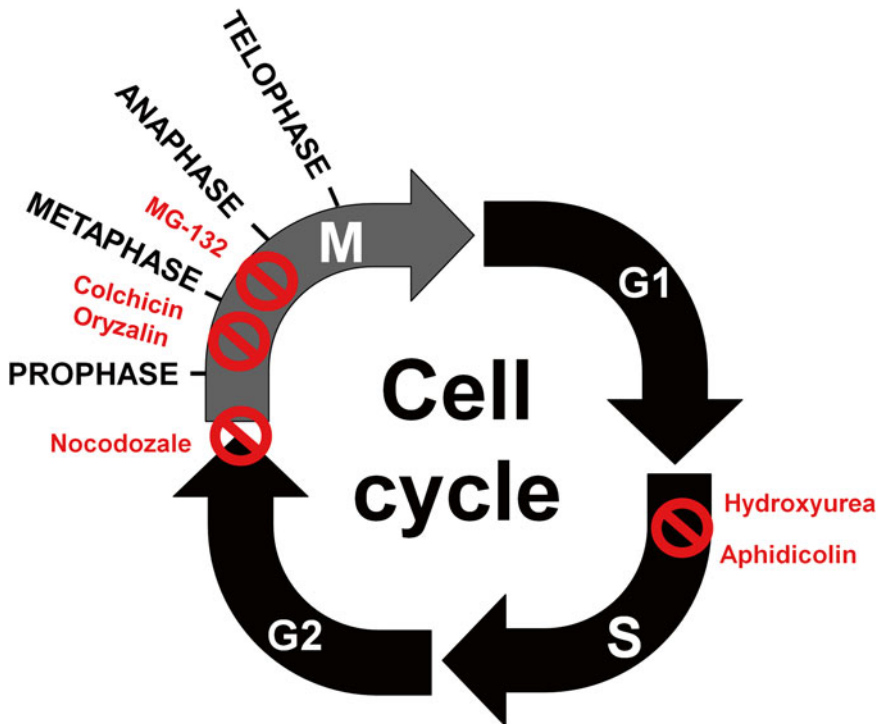 TELOPHASE
ANAPHASE
MG-132
METAPHASE
Colchicin
Oryzalin
PROPHASE
Nocodozale
M
G1
Cell
cycle
Hydroxyurea
Aphidicolin
S
G2